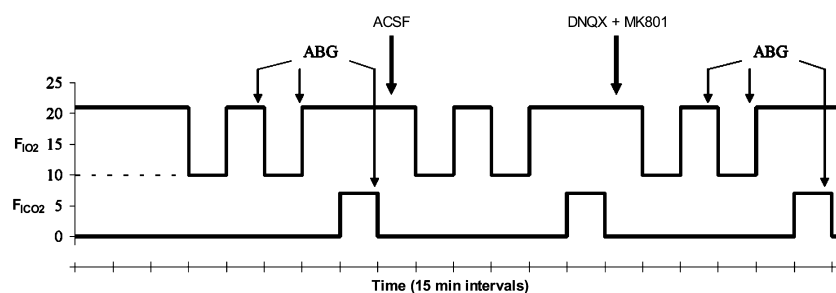 ACSF
DNQX + MK801
ABG
ABG
25
20
FIO2
15
10
FICO2
5
0
Time (15 min intervals)